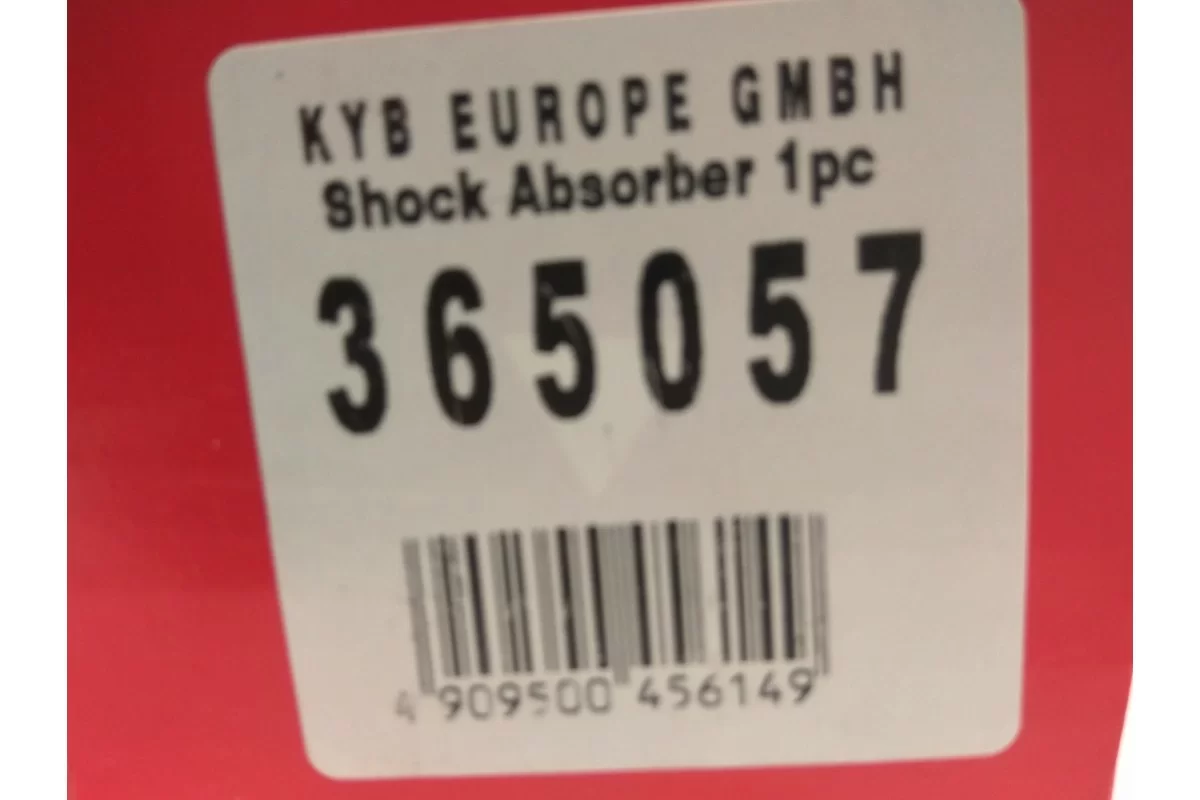 KYB EUROPE GMBH
Shock Absorber 1pc
365057
4 909500 456149